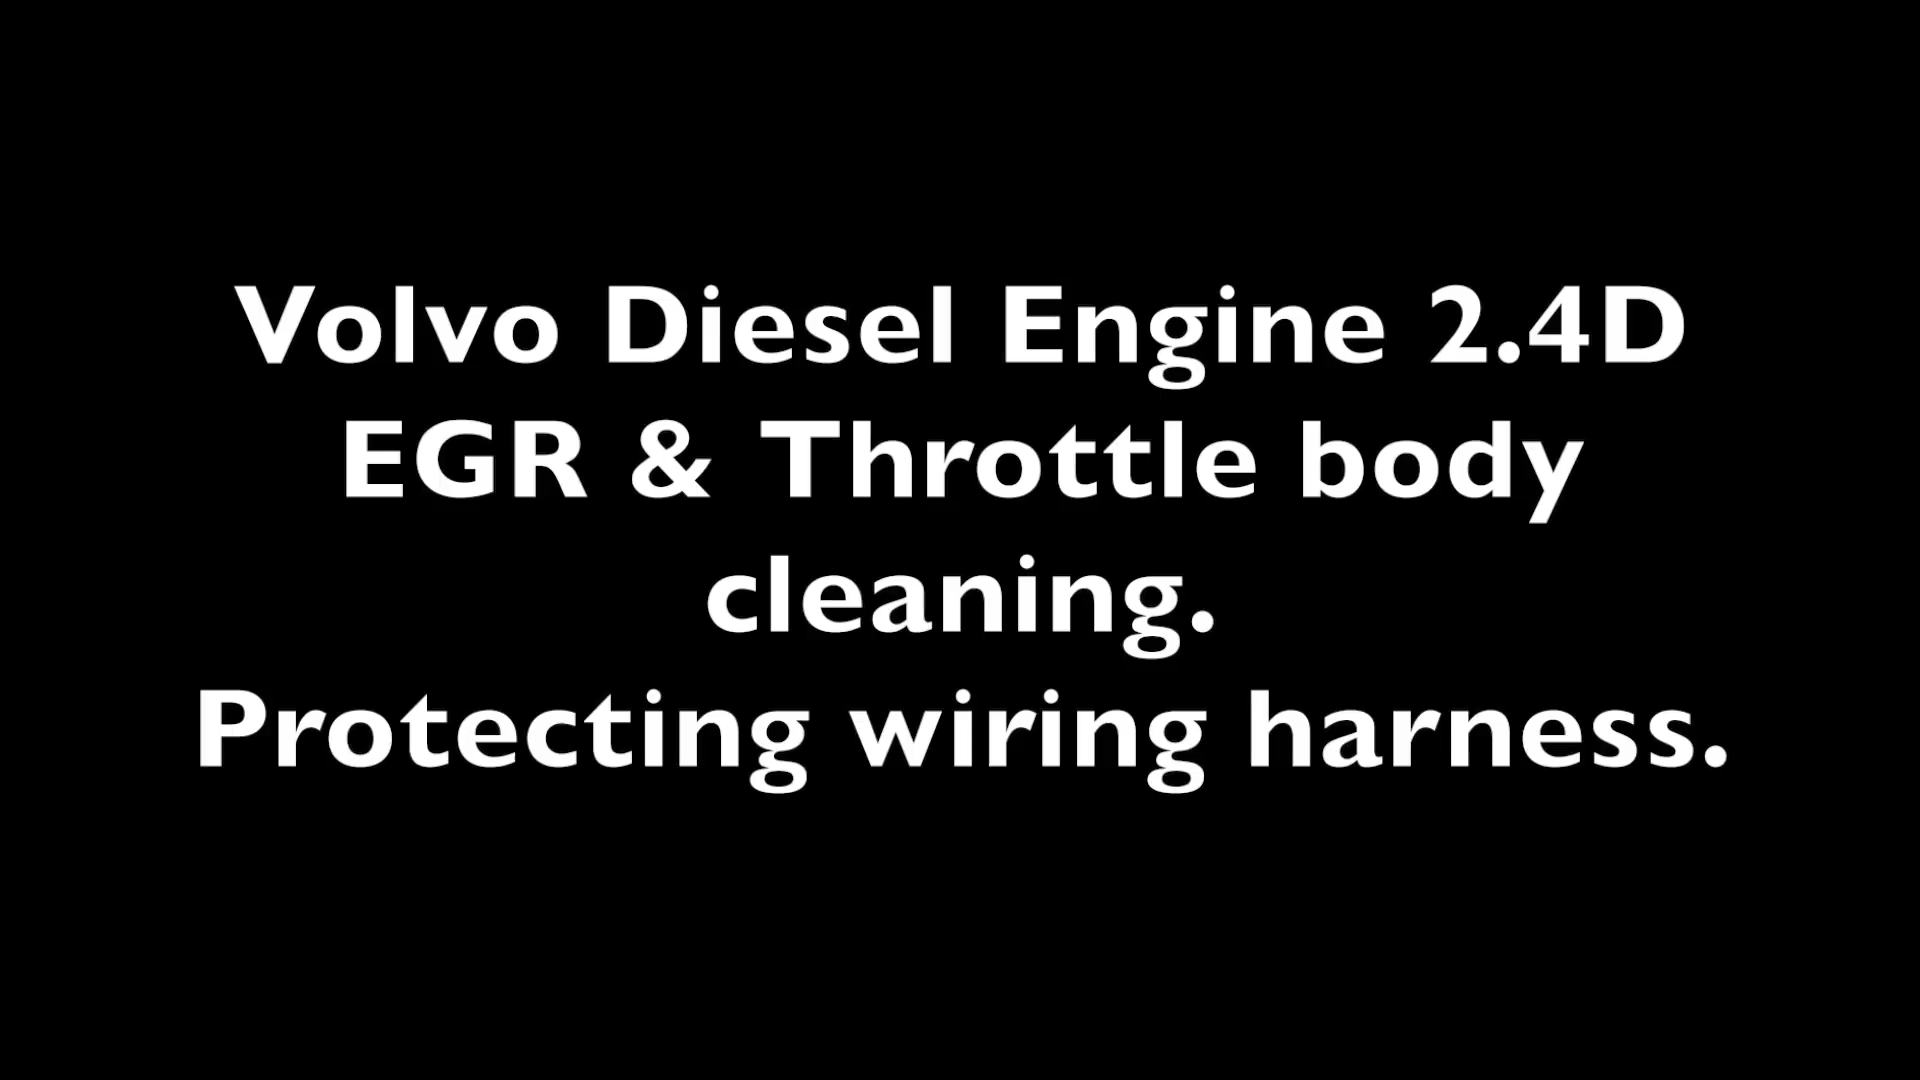 Volvo Diesel Engine 2.4D
EGR & Throttle body
cleaning.
Protecting wiring harness.